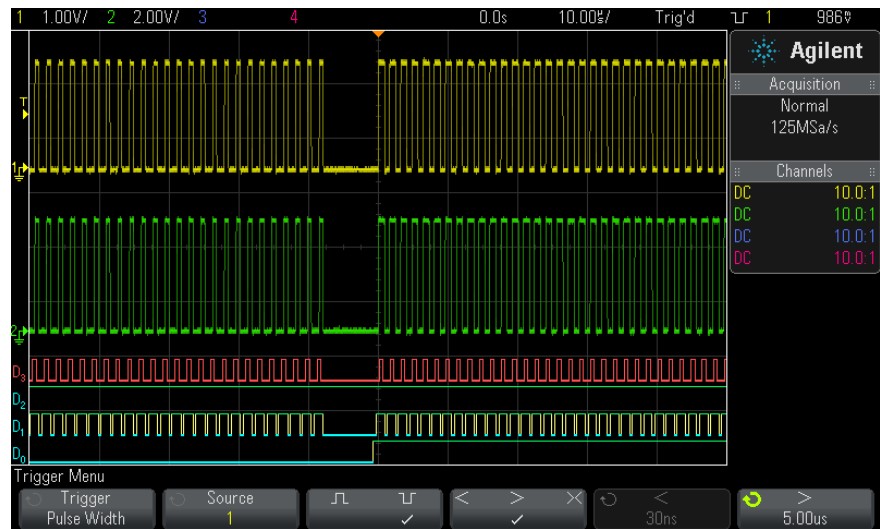 1 1.00V/ 2 2.00V/ 3 4 0.0s 10.00us/ Trig'd 1 986V
Agilent
Acquisition
Normal
125MSa/s
Channels
DC 10.0:1
DC 10.0:1
DC 10.0:1
DC 10.0:1
T
1
2
D3
D2
D1
D0
Trigger Menu
Trigger
Pulse Width
Source
1
< > ><
<
30ns
>
5.00us